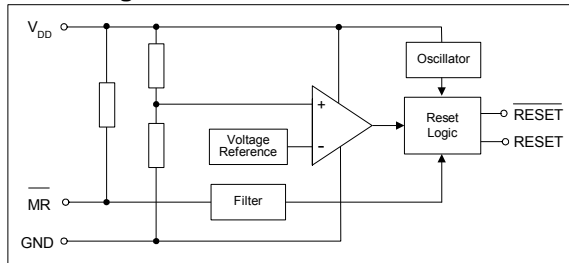 V_DD
Oscillator
+
Reset
Logic
RESET
RESET
Voltage
Reference
-
MR
Filter
GND